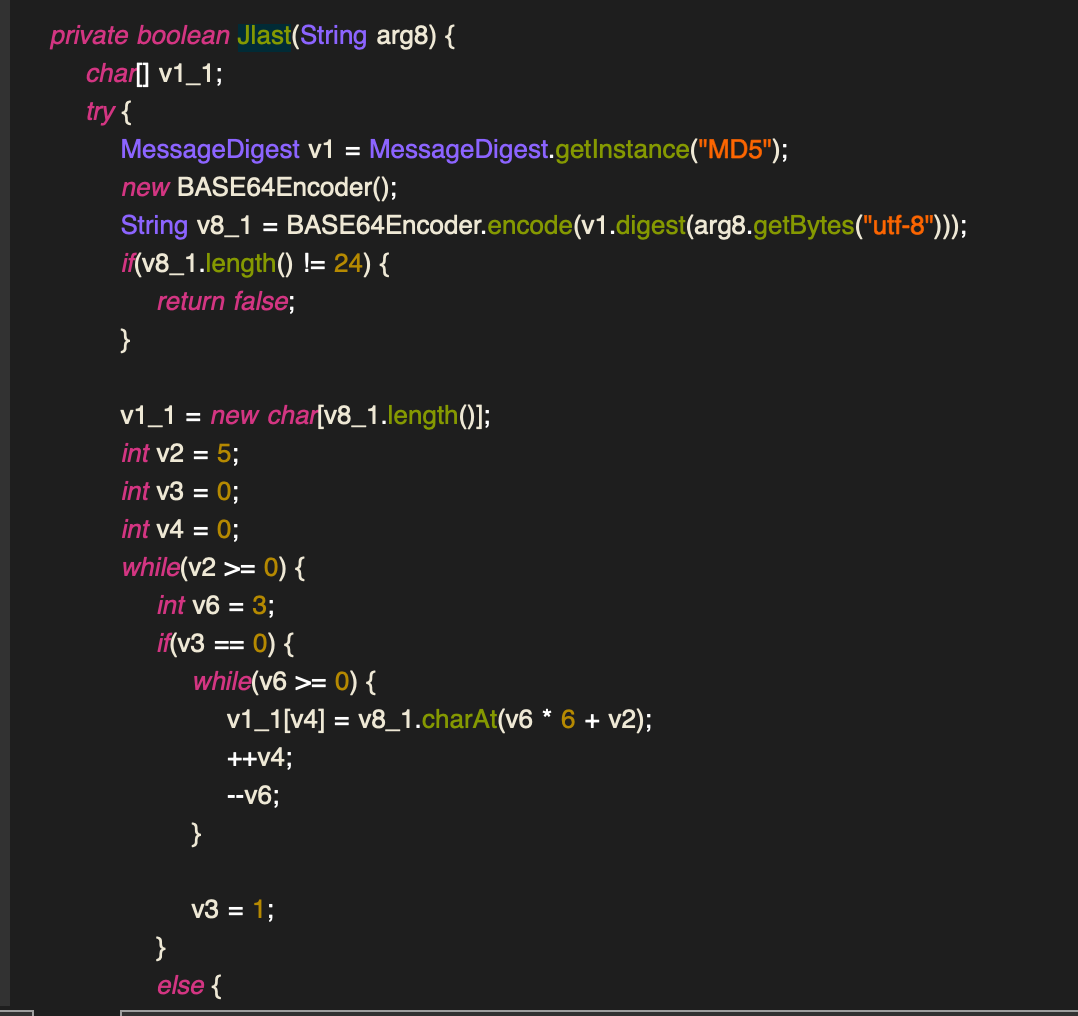 private boolean Jlast(String arg8) {
char[] v1_1;
try {
MessageDigest v1 = MessageDigest.getInstance("MD5");
new BASE64Encoder();
String v8_1 = BASE64Encoder.encode(v1.digest(arg8.getBytes("utf-8")));
if(v8_1.length() != 24) {
return false;
}
v1_1 = new char[v8_1.length()];
int v2 = 5;
int v3 = 0;
int v4 = 0;
while(v2 >= 0) {
int v6 = 3;
if(v3 == 0) {
while(v6 >= 0) {
v1_1[v4] = v8_1.charAt(v6 * 6 + v2);
++v4;
--v6;
}
v3 = 1;
}
else {